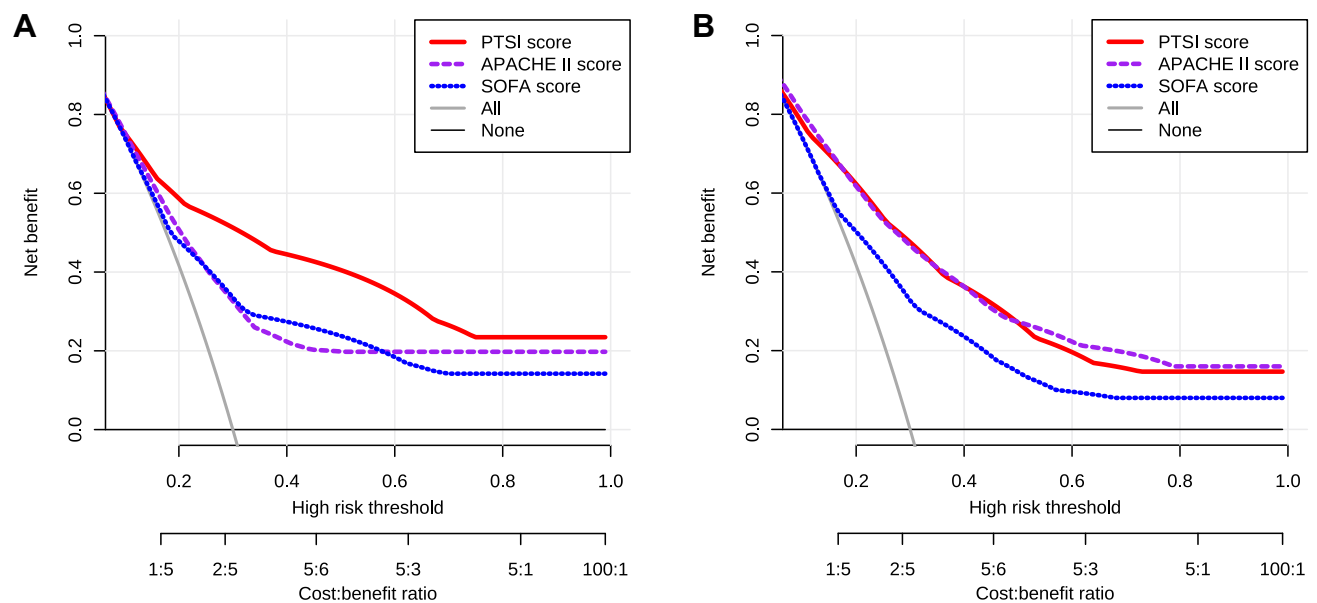 A
1.0
0.8
0.6
0.4
0.2
0.0
Net benefit
PTSI score
APACHE II score
SOFA score
All
None
0.2 0.4 0.6 0.8 1.0
High risk threshold
1:5 2:5 5:6 5:3 5:1 100:1
Cost:benefit ratio
B
1.0
0.8
0.6
0.4
0.2
0.0
Net benefit
PTSI score
APACHE II score
SOFA score
All
None
0.2 0.4 0.6 0.8 1.0
High risk threshold
1:5 2:5 5:6 5:3 5:1 100:1
Cost:benefit ratio